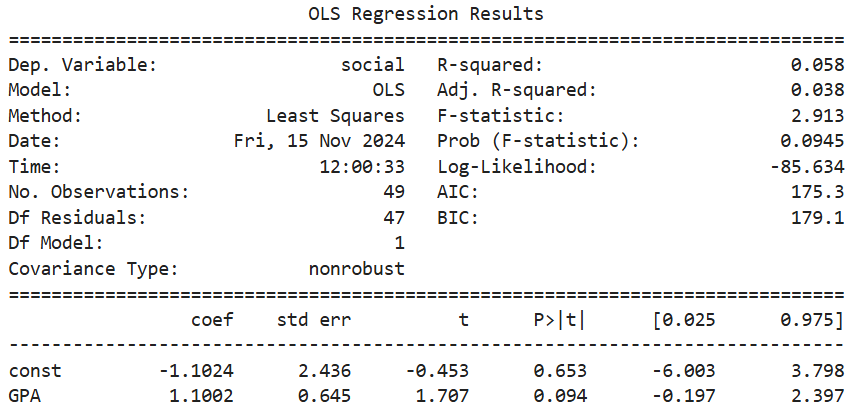 OLS Regression Results
==============================================================================
Dep. Variable:                 social   R-squared:                       0.058
Model:                            OLS   Adj. R-squared:                  0.038
Method:                 Least Squares   F-statistic:                     2.913
Date:                Fri, 15 Nov 2024   Prob (F-statistic):             0.0945
Time:                        12:00:33   Log-Likelihood:                -85.634
No. Observations:                  49   AIC:                             175.3
Df Residuals:                      47   BIC:                             179.1
Df Model:                           1
Covariance Type:            nonrobust
==============================================================================
                 coef    std err          t      P>|t|      [0.025      0.975]
------------------------------------------------------------------------------
const         -1.1024      2.436     -0.453      0.653      -6.003       3.798
GPA            1.1002      0.645      1.707      0.094      -0.197       2.397